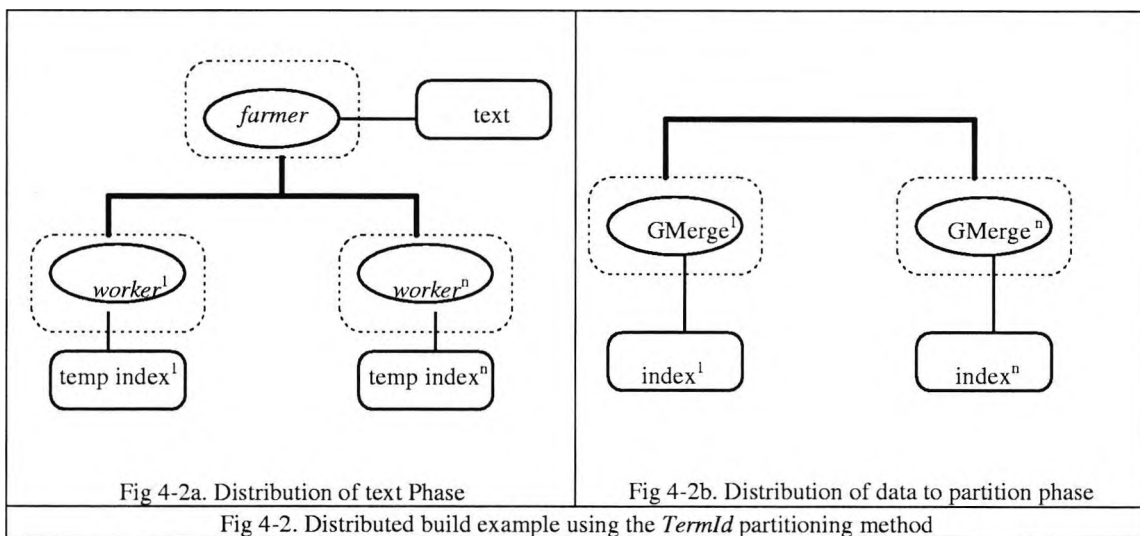 farmer
text
worker¹
workerⁿ
temp index¹
temp indexⁿ
Fig 4-2a. Distribution of text Phase
GMerge¹
GMergeⁿ
index¹
indexⁿ
Fig 4-2b. Distribution of data to partition phase
Fig 4-2. Distributed build example using the TermId partitioning method